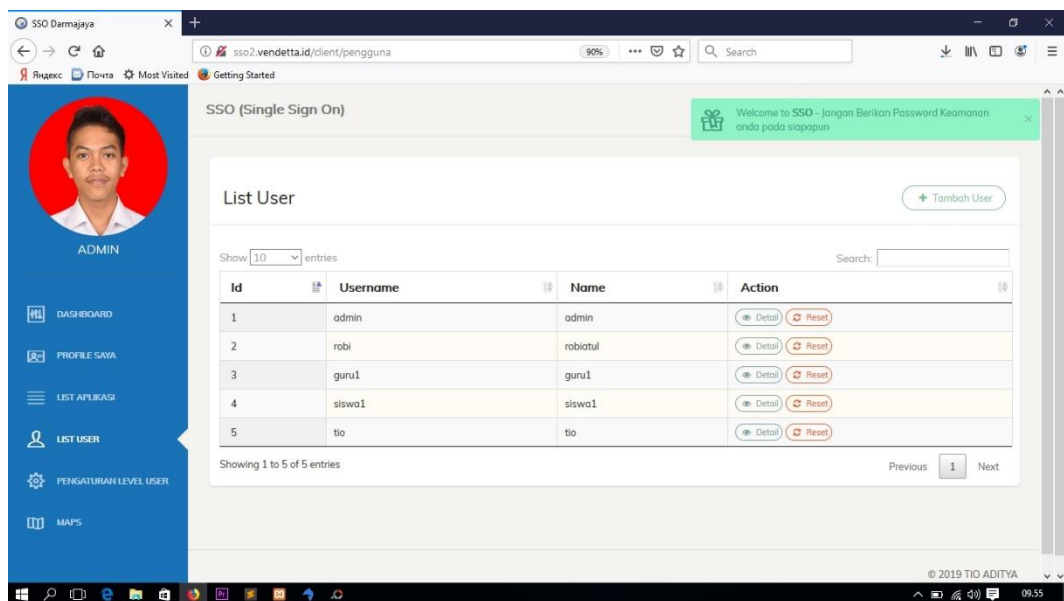 SSO Darmajaya
sso2.vendetta.id/client/pengguna
90%
Search
Яндекс Почта Most Visited Getting Started
SSO (Single Sign On)
Welcome to SSO - Jangan Berikan Password Keamanan
anda pada siapapun
ADMIN
DASHBOARD
PROFILE SAYA
LIST APLIKASI
LIST USER
PENGATURAN LEVEL USER
MAPS
List User
+ Tambah User
Show 10 entries
Search:
Id Username Name Action
1 admin admin Detail Reset
2 robi robiatul Detail Reset
3 guru1 guru1 Detail Reset
4 siswa1 siswa1 Detail Reset
5 tio tio Detail Reset
Showing 1 to 5 of 5 entries
Previous 1 Next
© 2019 TIO ADITYA
Pr
09.55